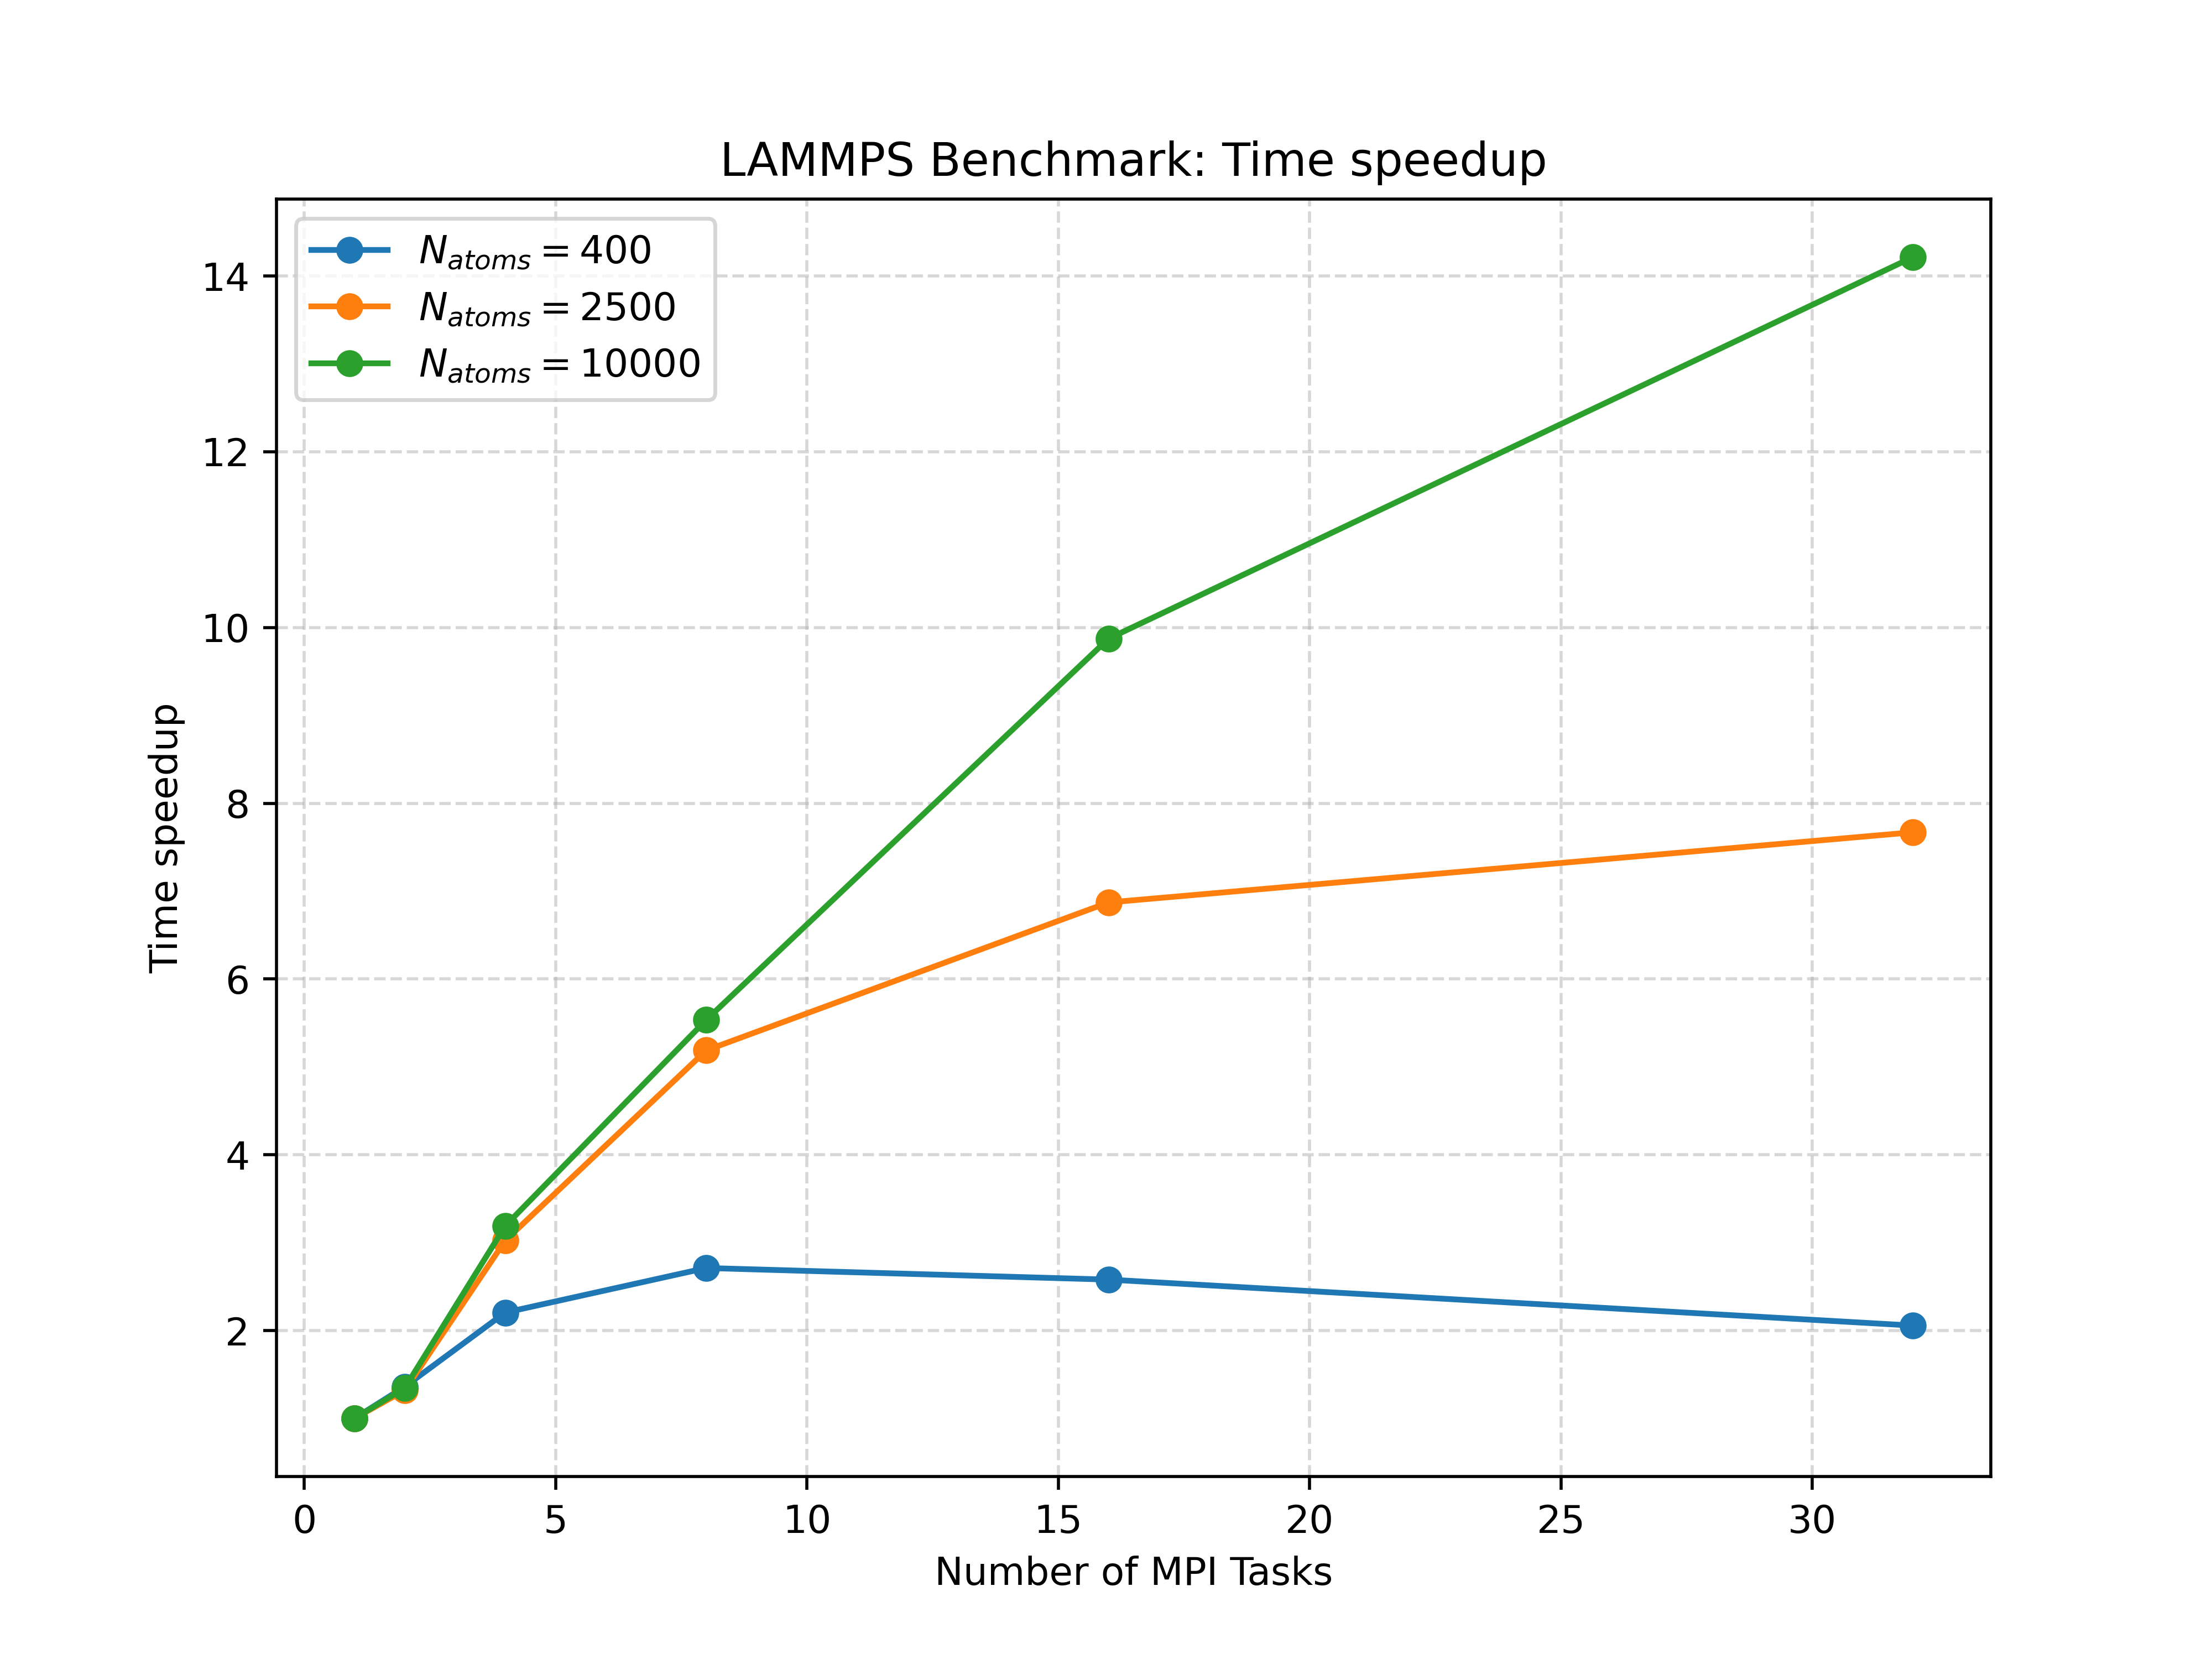 LAMMPS Benchmark: Time speedup
N_atoms = 400
N_atoms = 2500
N_atoms = 10000
14
12
10
8
6
4
2
Time speedup
0 5 10 15 20 25 30
Number of MPI Tasks